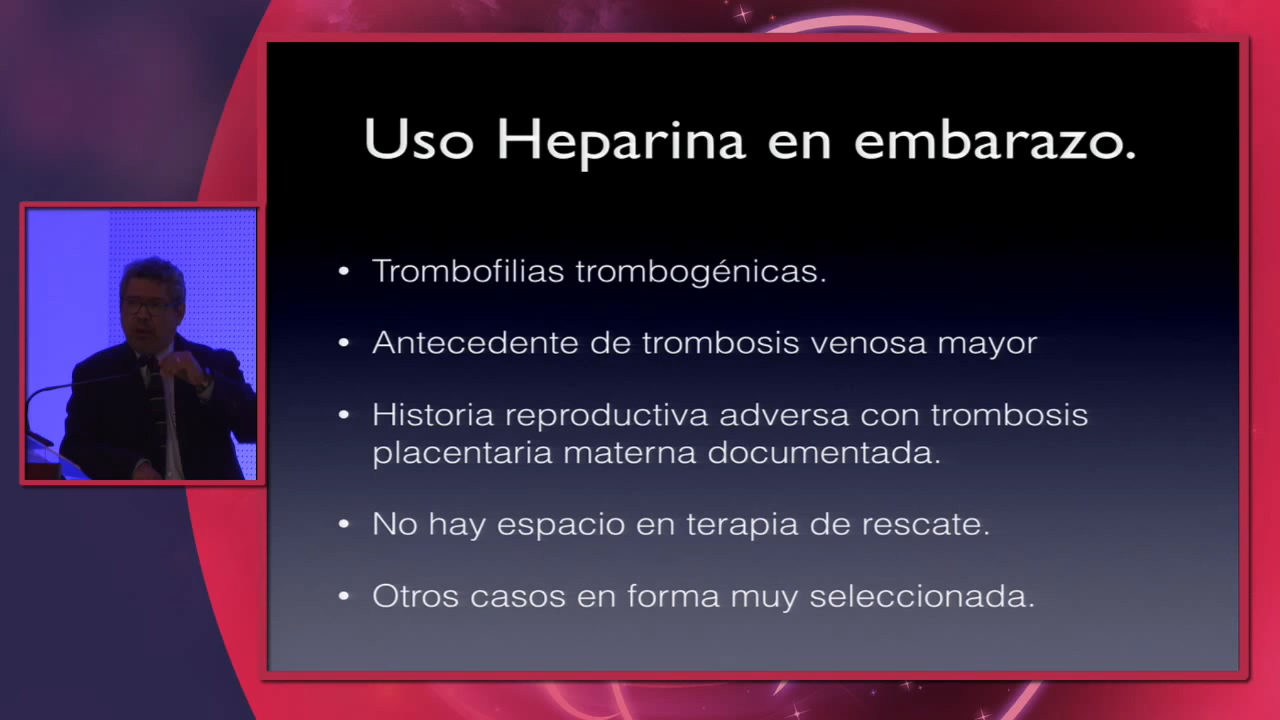 Uso Heparina en embarazo.
• Trombofilias trombogénicas.
• Antecedente de trombosis venosa mayor
• Historia reproductiva adversa con trombosis
placentaria materna documentada.
• No hay espacio en terapia de rescate.
• Otros casos en forma muy seleccionada.